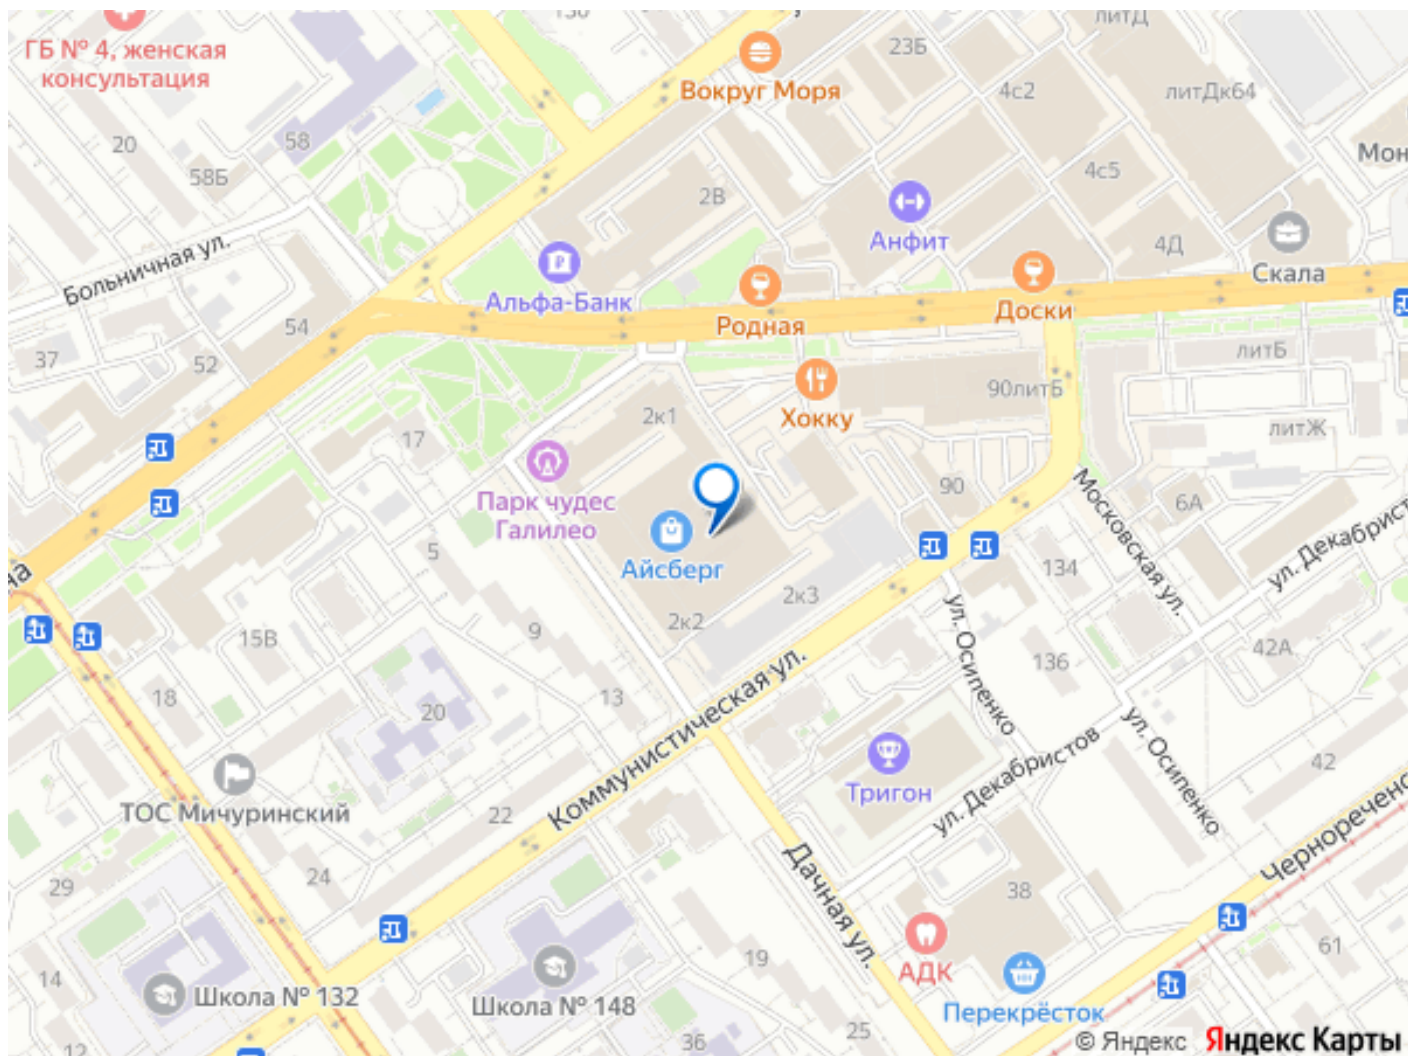 литД
130
ГБ № 4, женская
консультация
23Б
Вокруг Моря
4с2
литДк64
20
58
58Б
Мон
4с5
2В
Анфит
4Д
Скала
Больничная ул.
Альфа-Банк
Родная
Доски
54
37
52
литБ
90литБ
2к1
Хокку
17
литЖ
Парк чудес
Галилео
90
6А
Московская ул.
ул. Декабрист
5
Айсберг
на
134
2к3
2к2
9
15В
ул. Осипенко
42А
136
18
13
20
Коммунистическая ул.
ул. Осипенко
ул. Декабристов
42
Тригон
ТОС Мичуринский
22
Чернореченс
Дачная ул.
24
29
38
61
19
АДК
14
Школа № 132
Школа № 148
Перекрёсток
25
36
12
© Яндекс Яндекс Карты